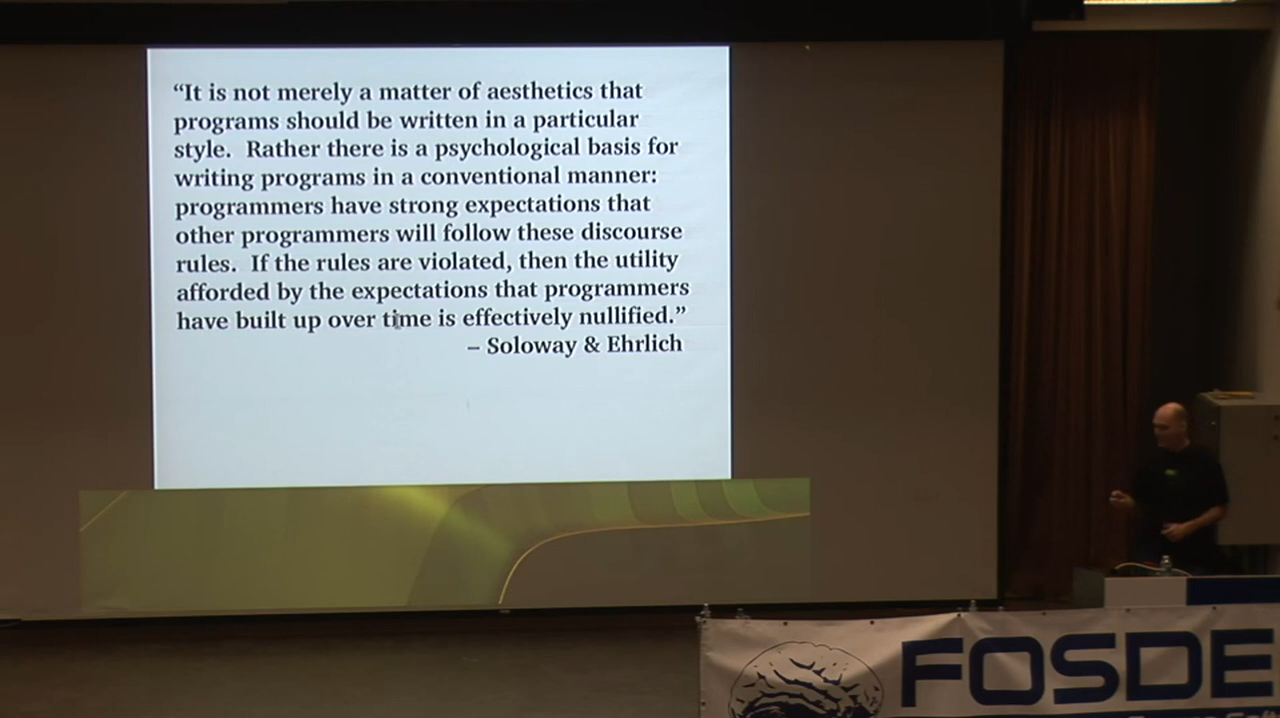 “It is not merely a matter of aesthetics that
programs should be written in a particular
style.  Rather there is a psychological basis for
writing programs in a conventional manner:
programmers have strong expectations that
other programmers will follow these discourse
rules.  If the rules are violated, then the utility
afforded by the expectations that programmers
have built up over time is effectively nullified.”
– Soloway & Ehrlich
FOSDE